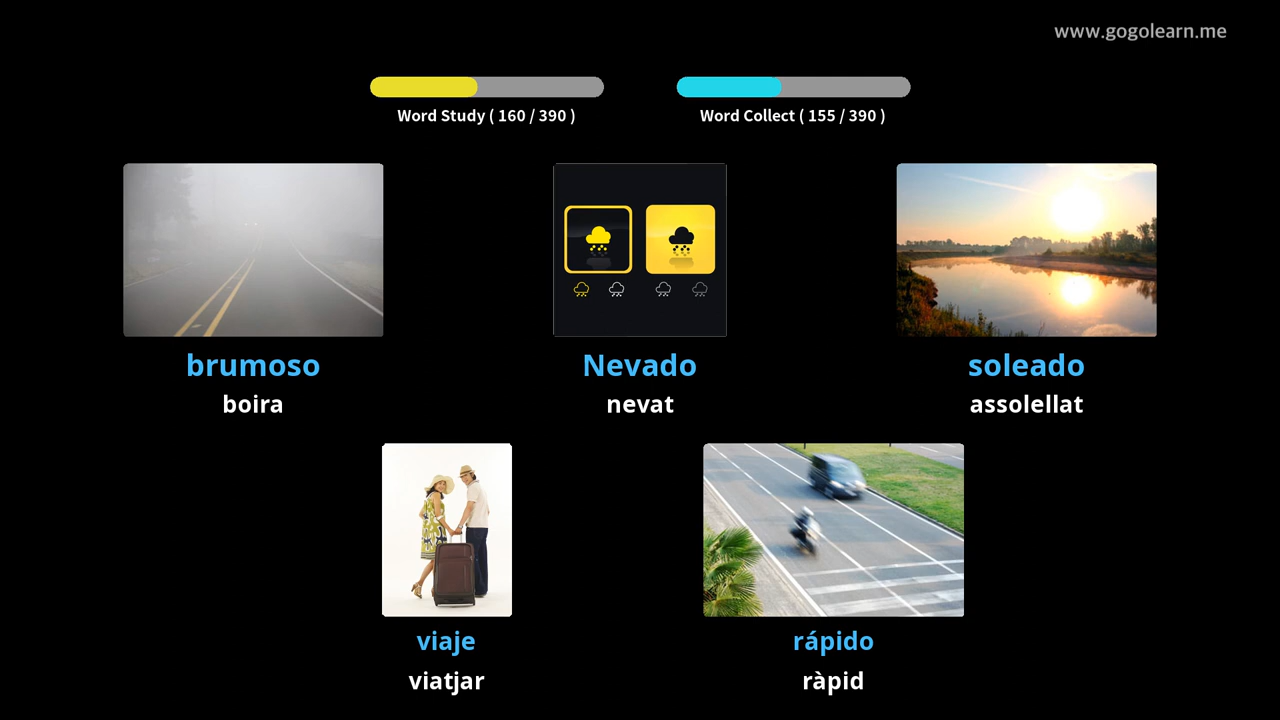 www.gogolearn.me
Word Study ( 160 / 390 )
Word Collect ( 155 / 390 )
brumoso
boira
Nevado
nevat
soleado
assolellat
viaje
viatjar
rápido
ràpid